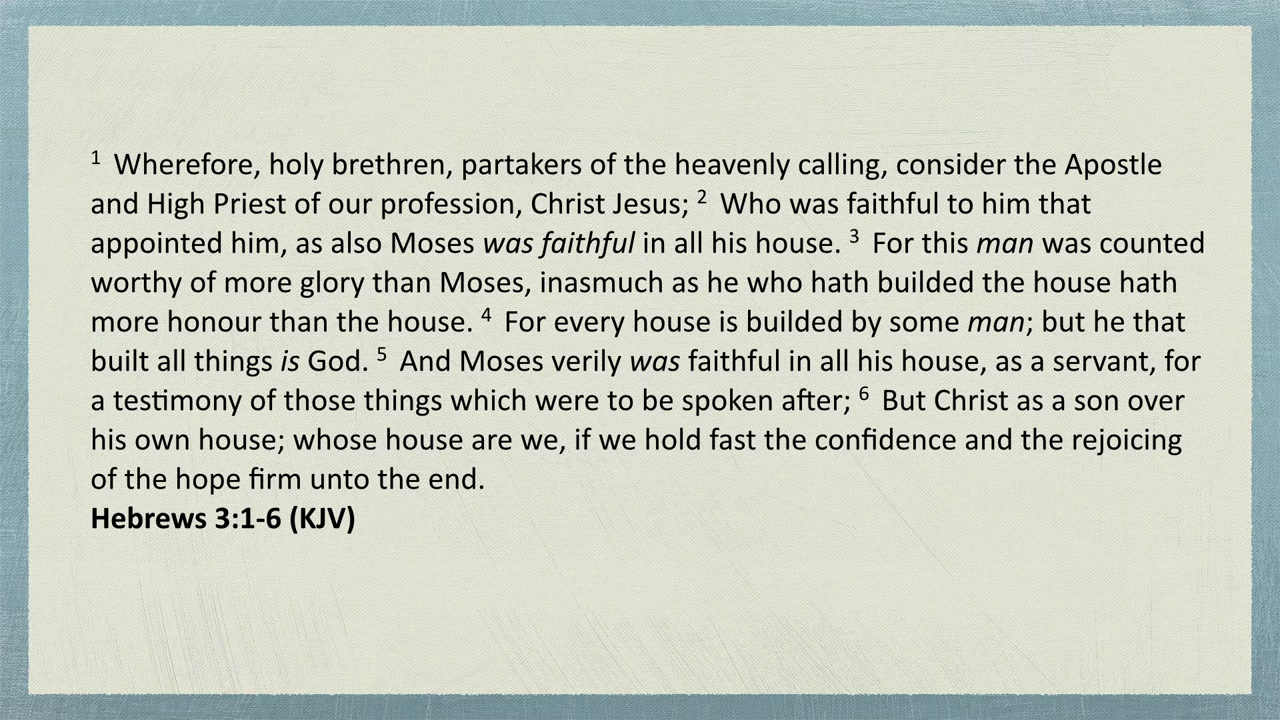 1 Wherefore, holy brethren, partakers of the heavenly calling, consider the Apostle
and High Priest of our profession, Christ Jesus; 2 Who was faithful to him that
appointed him, as also Moses was faithful in all his house. 3 For this man was counted
worthy of more glory than Moses, inasmuch as he who hath builded the house hath
more honour than the house. 4 For every house is builded by some man; but he that
built all things is God. 5 And Moses verily was faithful in all his house, as a servant, for
a testimony of those things which were to be spoken after; 6 But Christ as a son over
his own house; whose house are we, if we hold fast the confidence and the rejoicing
of the hope firm unto the end.
Hebrews 3:1-6 (KJV)